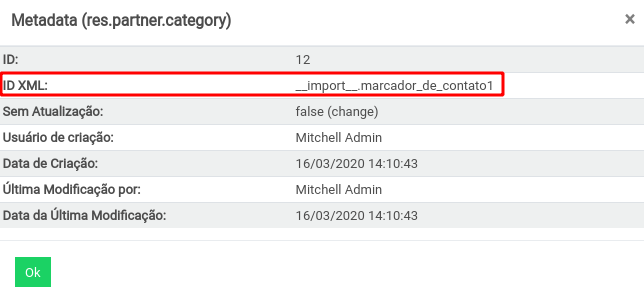 Metadata (res.partner.category)
×
ID: 12
ID XML: __import__.marcador_de_contato1
Sem Atualização: false (change)
Usuário de criação: Mitchell Admin
Data de Criação: 16/03/2020 14:10:43
Última Modificação por: Mitchell Admin
Data da Última Modificação: 16/03/2020 14:10:43
Ok